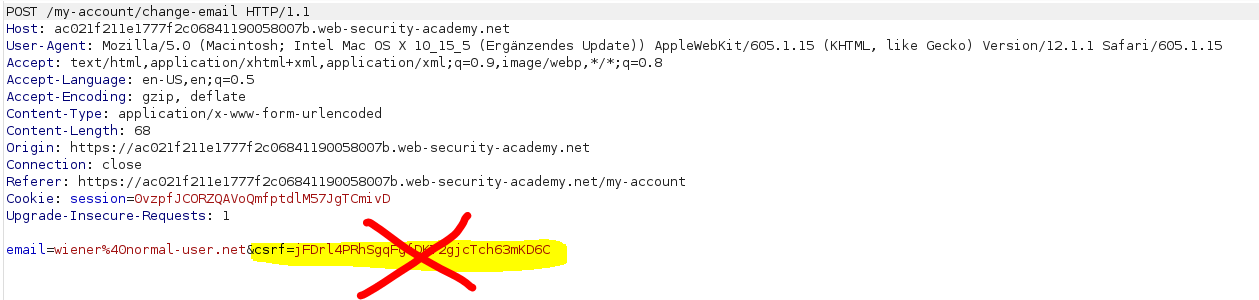 POST /my-account/change-email HTTP/1.1
Host: ac021f211e1777f2c06841190058007b.web-security-academy.net
User-Agent: Mozilla/5.0 (Macintosh; Intel Mac OS X 10_15_5 (Ergänzendes Update)) AppleWebKit/605.1.15 (KHTML, like Gecko) Version/12.1.1 Safari/605.1.15
Accept: text/html,application/xhtml+xml,application/xml;q=0.9,image/webp,*/*;q=0.8
Accept-Language: en-US,en;q=0.5
Accept-Encoding: gzip, deflate
Content-Type: application/x-www-form-urlencoded
Content-Length: 68
Origin: https://ac021f211e1777f2c06841190058007b.web-security-academy.net
Connection: close
Referer: https://ac021f211e1777f2c06841190058007b.web-security-academy.net/my-account
Cookie: session=
Upgrade-Insecure-Requests: 1
email=wiener%40normal-user.net&csrf=